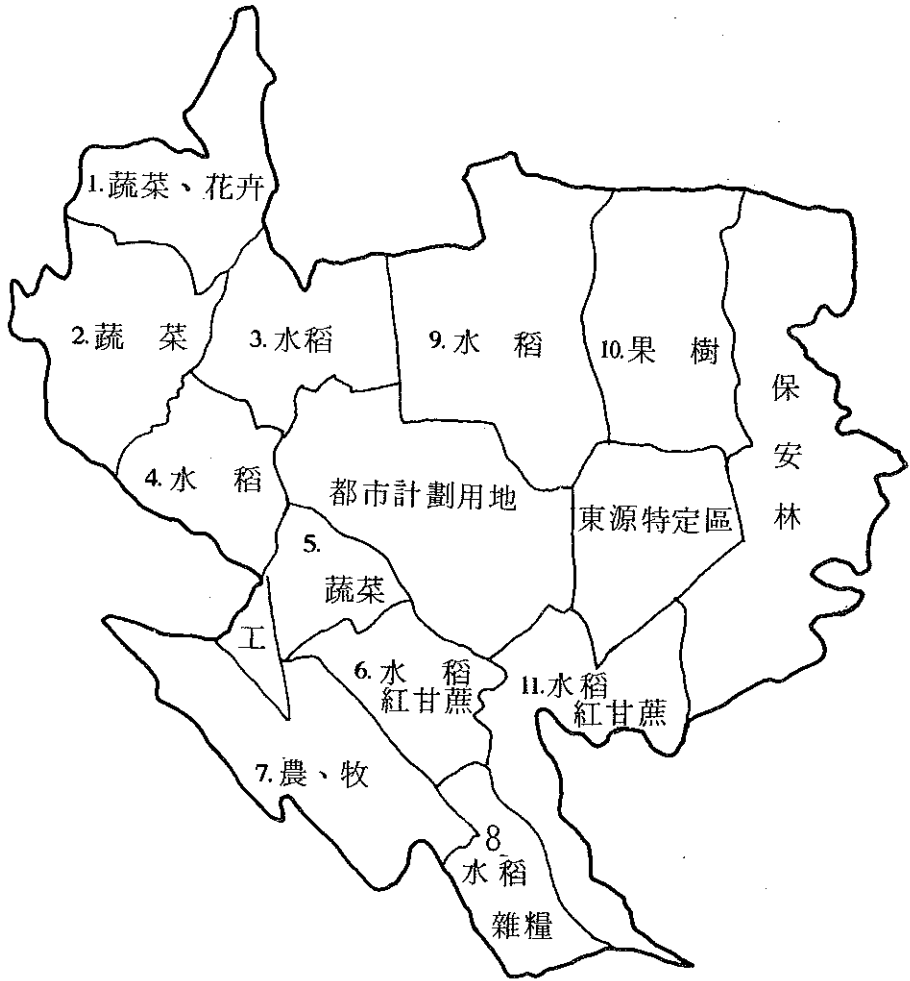 1. 蔬菜、花卉
2. 蔬菜
3. 水稻
9. 水稻
10. 果樹
保安林
4. 水稻
都市計劃用地
東源特定區
5.
蔬菜
工
6. 水稻
紅甘蔗
11. 水稻
紅甘蔗
7. 農、牧
8
水稻
雜糧